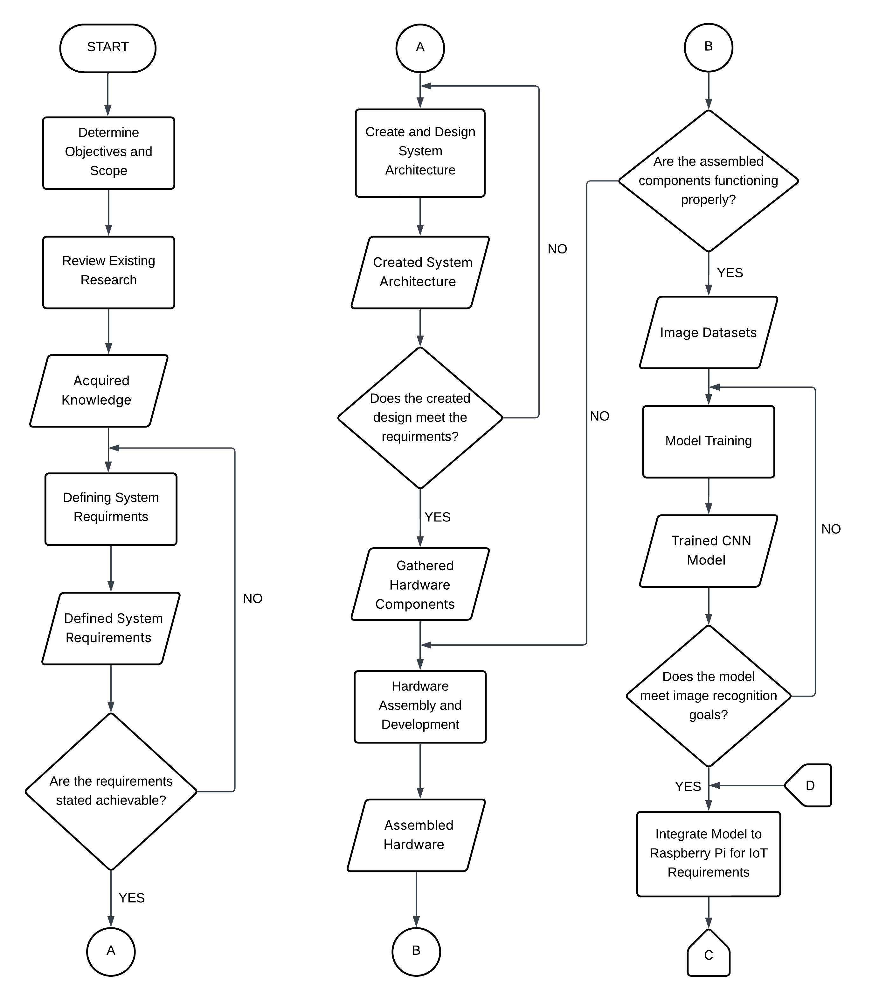 START
Determine
Objectives and
Scope
Review Existing
Research
Acquired
Knowledge
Defining System
Requirments
Defined System
Requirements
NO
Are the requirements
stated achievable?
YES
A
A
Create and Design
System
Architecture
Created System
Architecture
NO
Does the created
design meet the
requirments?
YES
Gathered
Hardware
Components
Hardware
Assembly and
Development
Assembled
Hardware
B
B
Are the assembled
components functioning
properly?
NO
YES
Image Datasets
Model Training
Trained CNN
Model
NO
Does the model
meet image recognition
goals?
YES
D
Integrate Model to
Raspberry Pi for IoT
Requirements
C